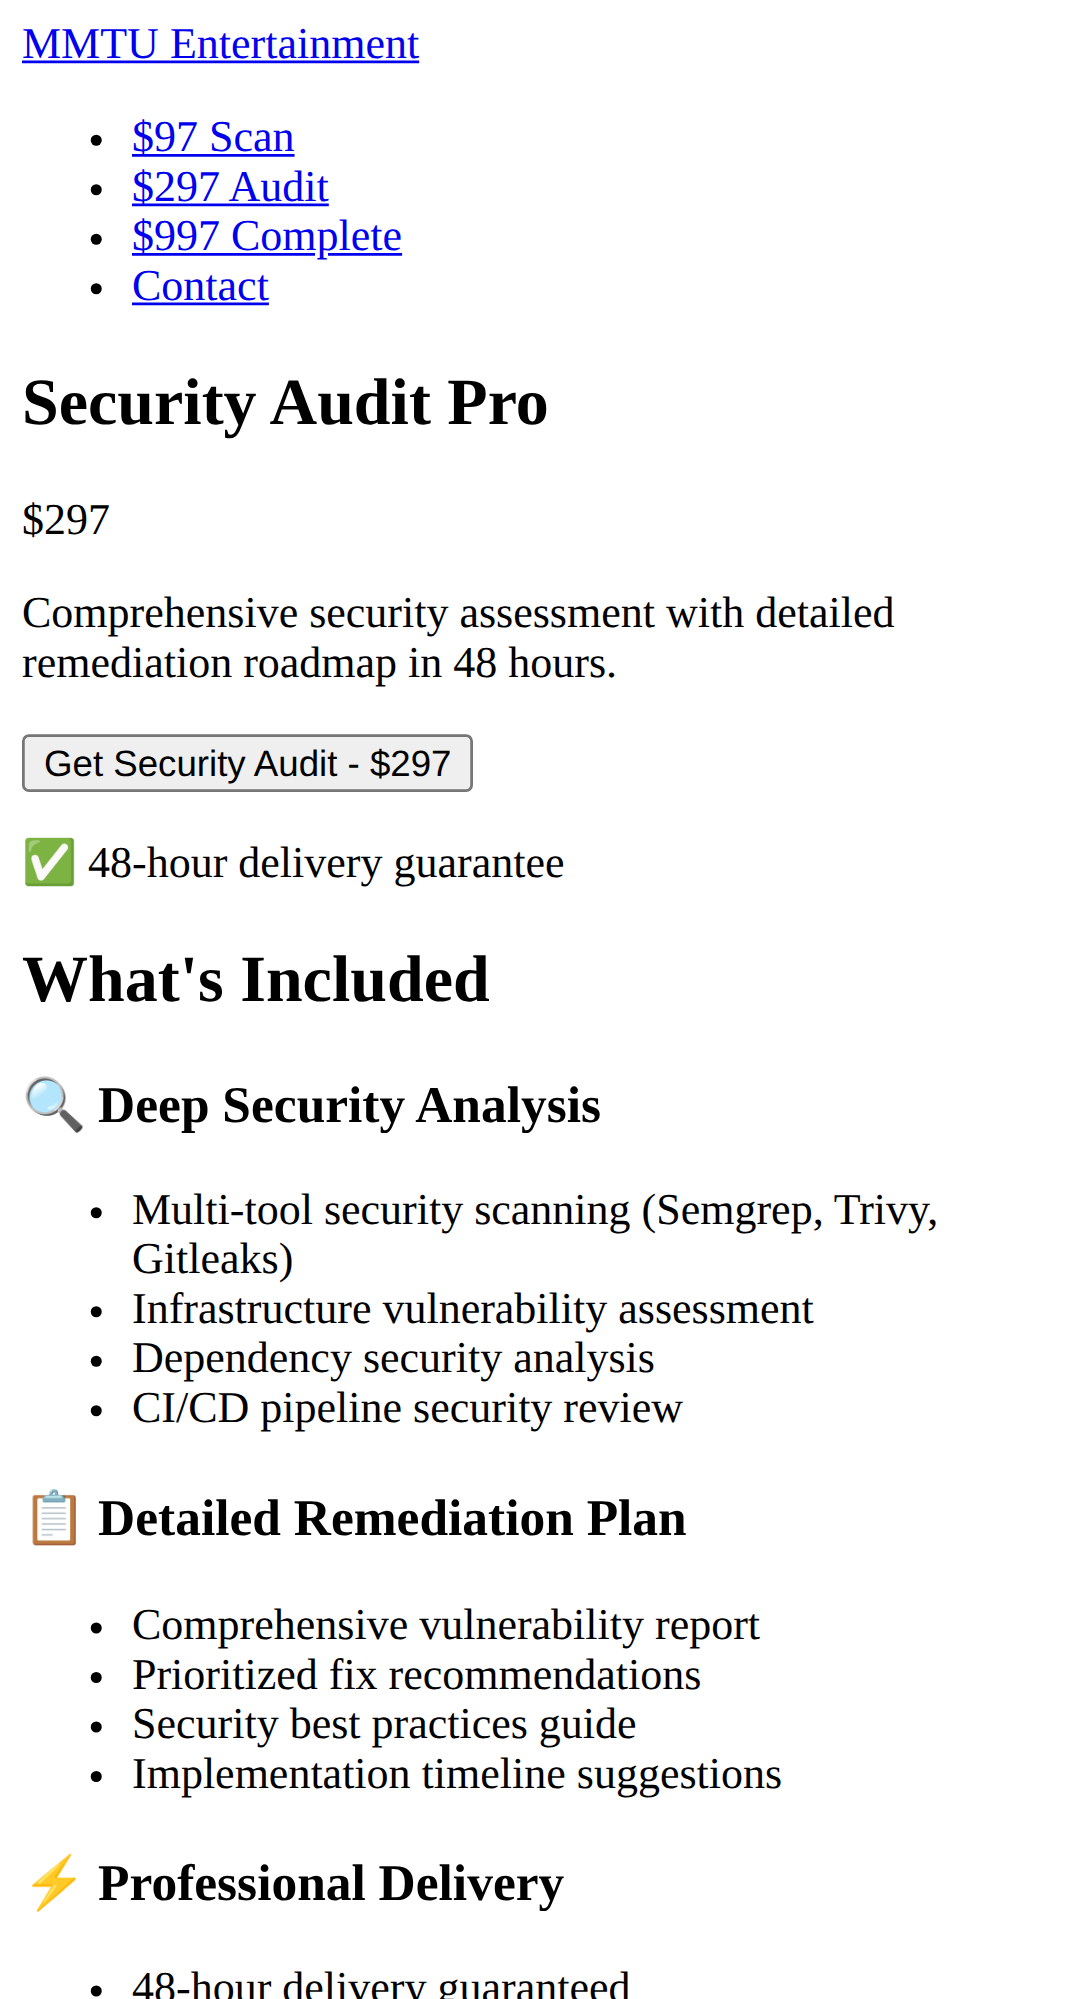 MMTU Entertainment
$97 Scan
$297 Audit
$997 Complete
Contact
Security Audit Pro
$297
Comprehensive security assessment with detailed
remediation roadmap in 48 hours.
Get Security Audit - $297
✅ 48-hour delivery guarantee
What's Included
🔍 Deep Security Analysis
Multi-tool security scanning (Semgrep, Trivy,
Gitleaks)
Infrastructure vulnerability assessment
Dependency security analysis
CI/CD pipeline security review
📋 Detailed Remediation Plan
Comprehensive vulnerability report
Prioritized fix recommendations
Security best practices guide
Implementation timeline suggestions
⚡ Professional Delivery
48-hour delivery guaranteed